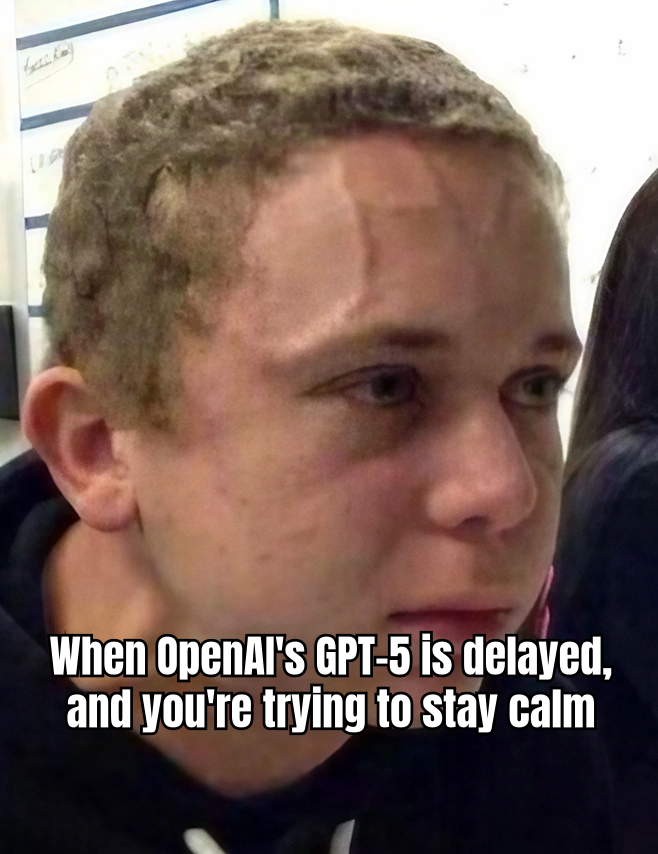 When OpenAI's GPT-5 is delayed,
and you're trying to stay calm